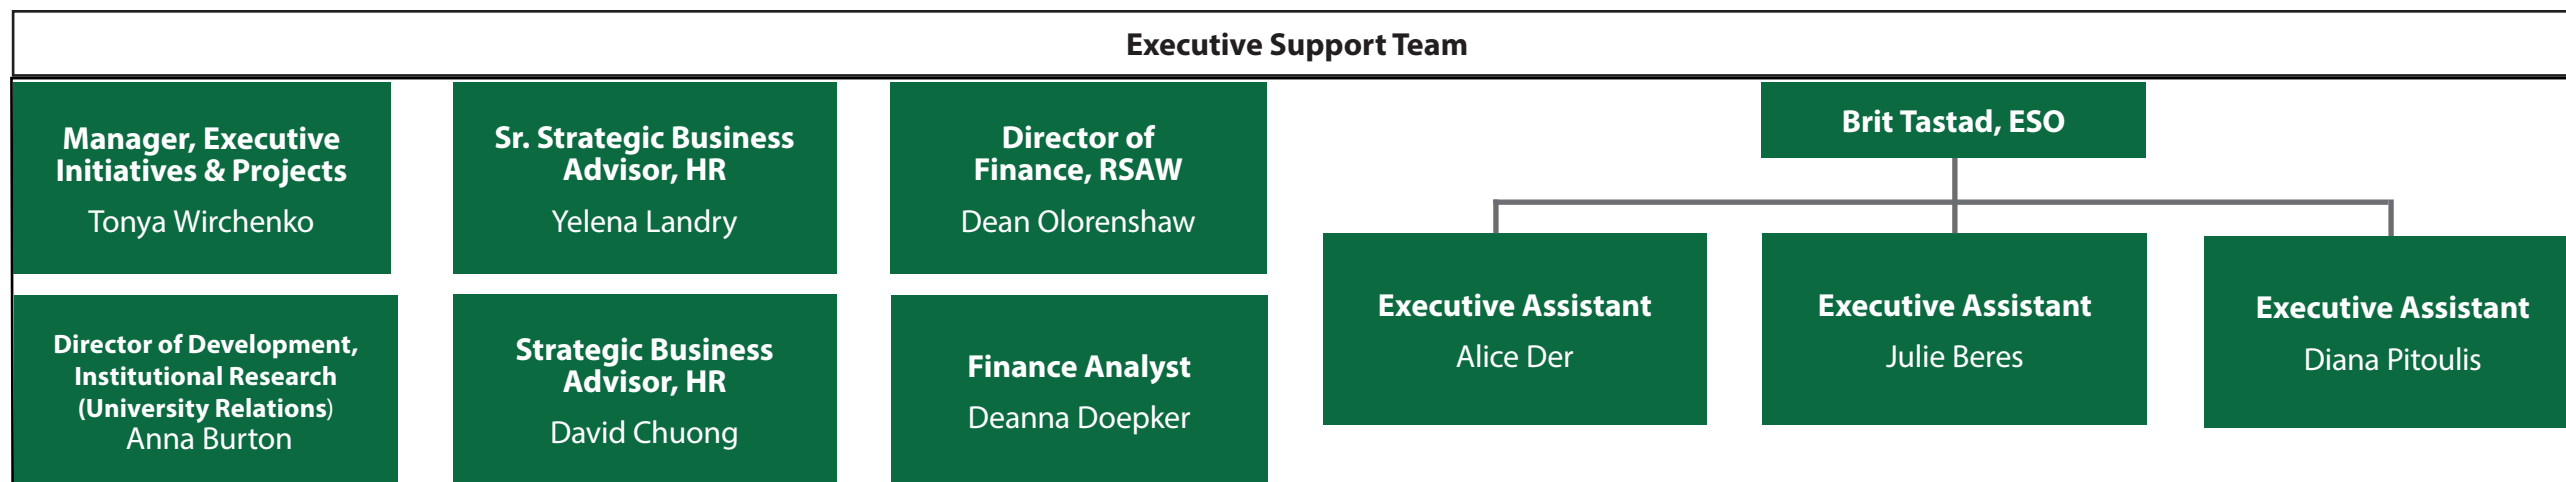 Executive Support Team
Manager, Executive
Initiatives & Projects
Tonya Wirchenko
Sr. Strategic Business
Advisor, HR
Yelena Landry
Director of
Finance, RSAW
Dean Olorenshaw
Brit Tastad, ESO
Director of Development,
Institutional Research
(University Relations)
Anna Burton
Strategic Business
Advisor, HR
David Chuong
Finance Analyst
Deanna Doepker
Executive Assistant
Alice Der
Executive Assistant
Julie Beres
Executive Assistant
Diana Pitoulis